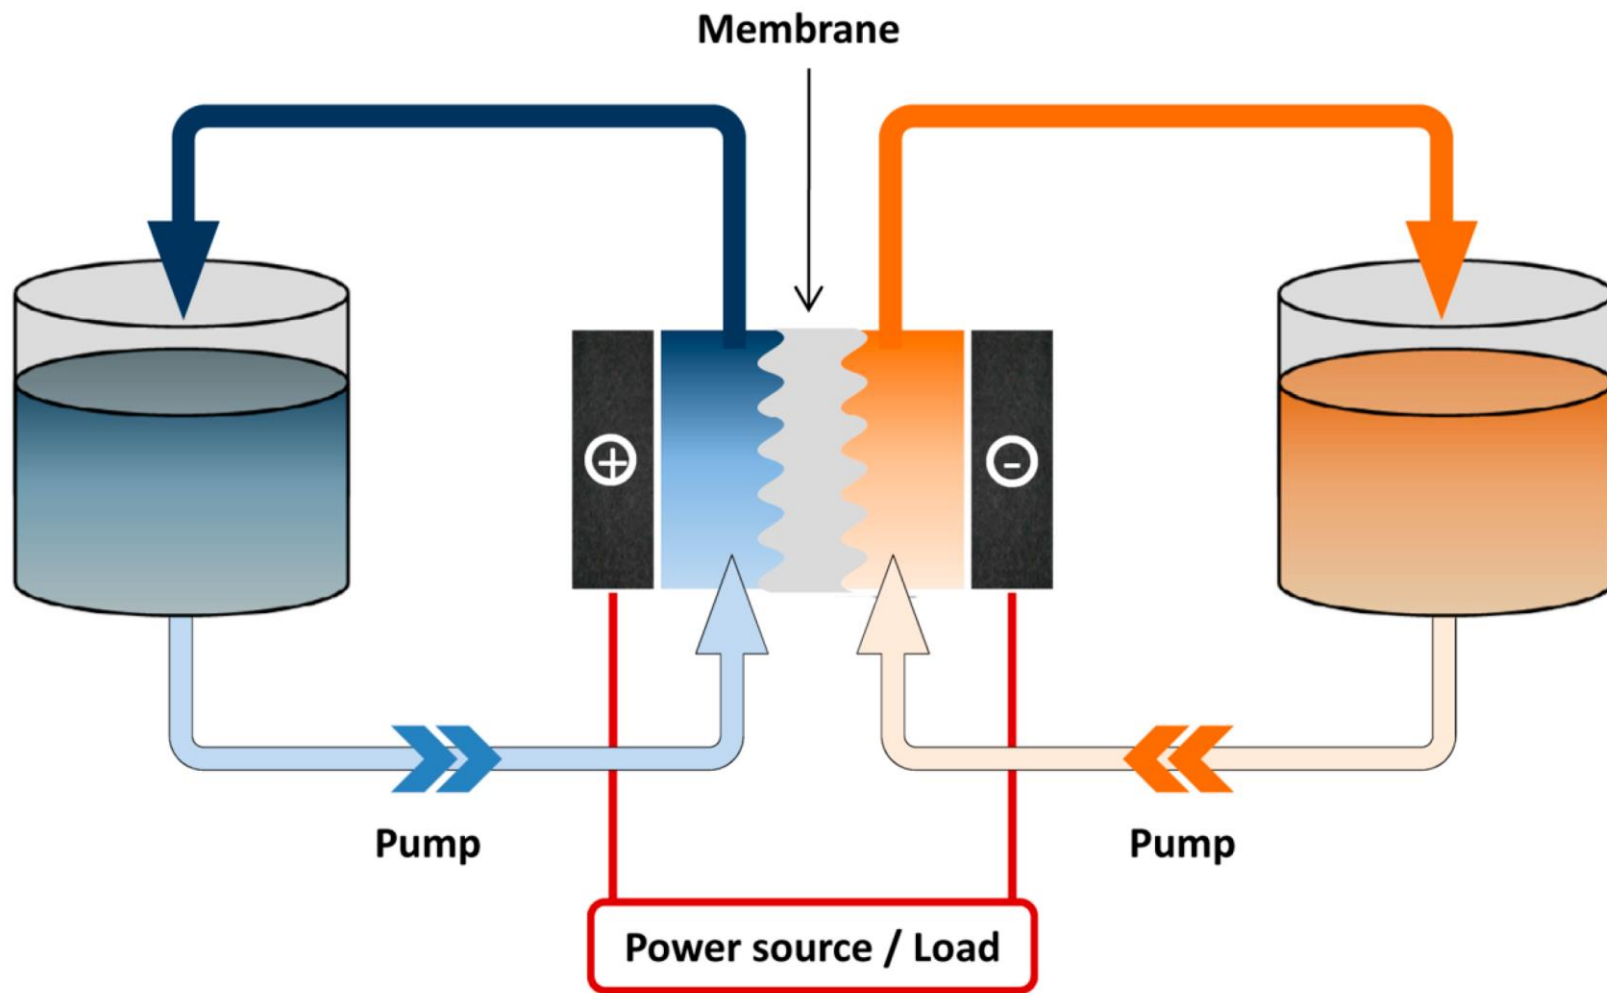 Membrane
+
-
Pump
Pump
Power source / Load